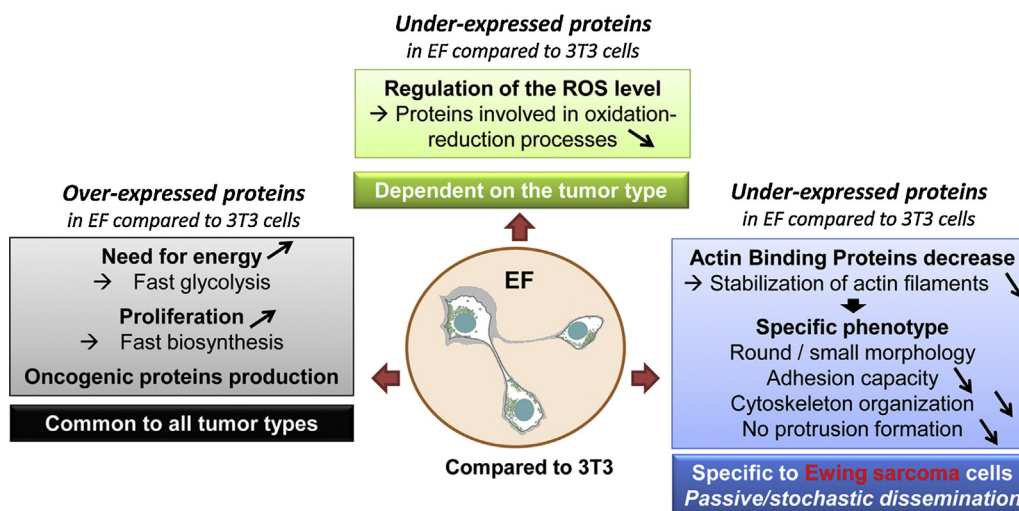 Under-expressed proteins
in EF compared to 3T3 cells
Regulation of the ROS level
→ Proteins involved in oxidation-
reduction processes ↘
Dependent on the tumor type
Over-expressed proteins
in EF compared to 3T3 cells
Need for energy ↗
→ Fast glycolysis
Proliferation ↗
→ Fast biosynthesis
Oncogenic proteins production
Common to all tumor types
EF
Compared to 3T3
Under-expressed proteins
in EF compared to 3T3 cells
Actin Binding Proteins decrease
→ Stabilization of actin filaments ↘
Specific phenotype
Round / small morphology
Adhesion capacity ↘
Cytoskeleton organization ↘
No protrusion formation ↘
Specific to Ewing sarcoma cells
Passive/stochastic dissemination